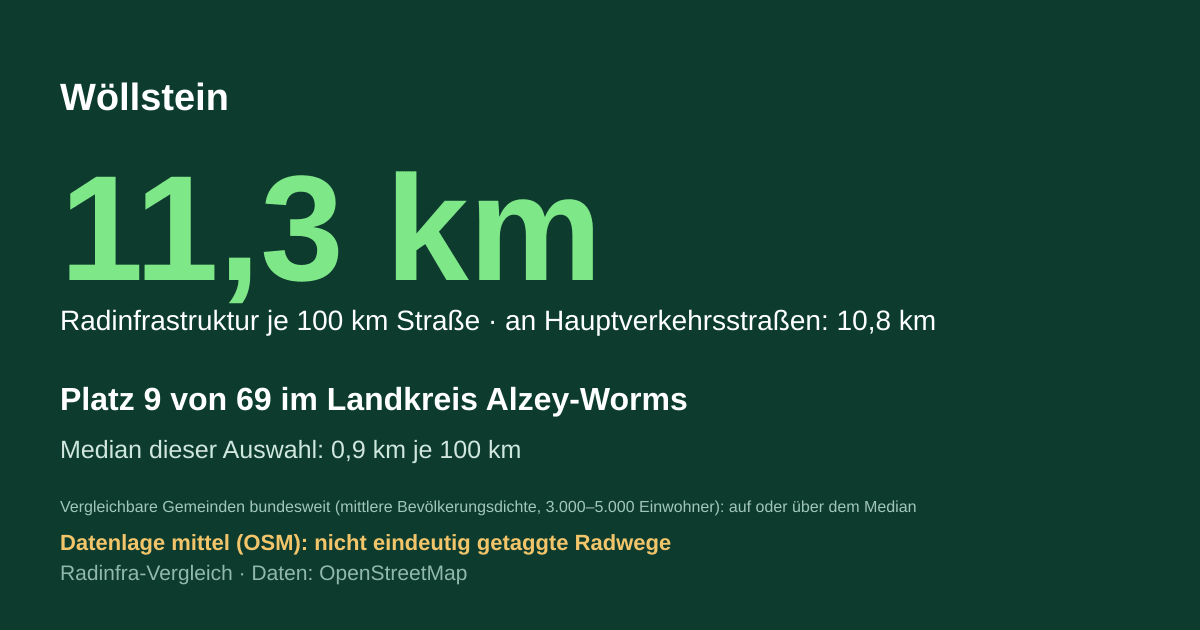 Wöllstein
11,3 km
Radinfrastruktur je 100 km Straße · an Hauptverkehrsstraßen: 10,8 km
Platz 9 von 69 im Landkreis Alzey-Worms
Median dieser Auswahl: 0,9 km je 100 km
Vergleichbare Gemeinden bundesweit (mittlere Bevölkerungsdichte, 3.000–5.000 Einwohner): auf oder über dem Median
Datenlage mittel (OSM): nicht eindeutig getaggte Radwege
Radinfra-Vergleich · Daten: OpenStreetMap